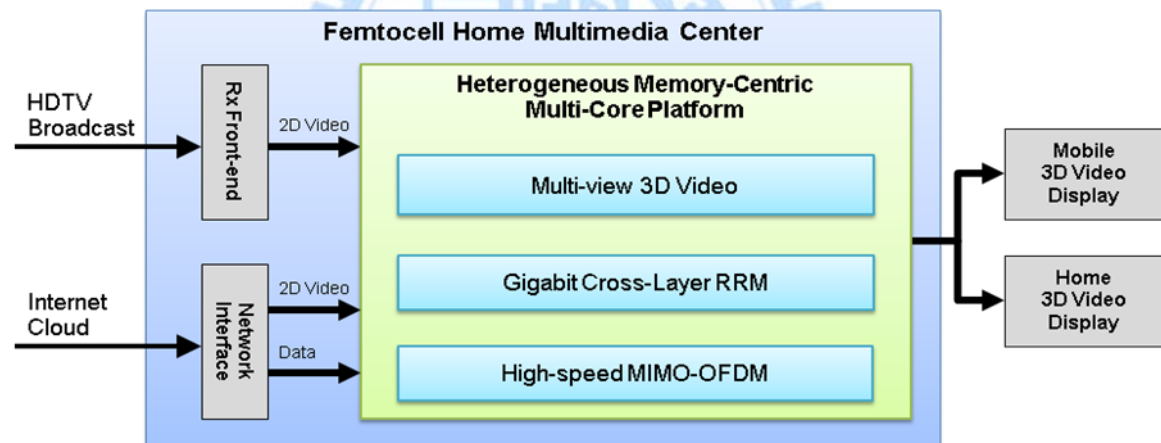 Femtocell Home Multimedia Center
HDTV
Broadcast
Rx Front-end
2D Video
Heterogeneous Memory-Centric
Multi-Core Platform
Multi-view 3D Video
Gigabit Cross-Layer RRM
High-speed MIMO-OFDM
Internet
Cloud
Network
Interface
2D Video
Data
Mobile
3D Video
Display
Home
3D Video
Display